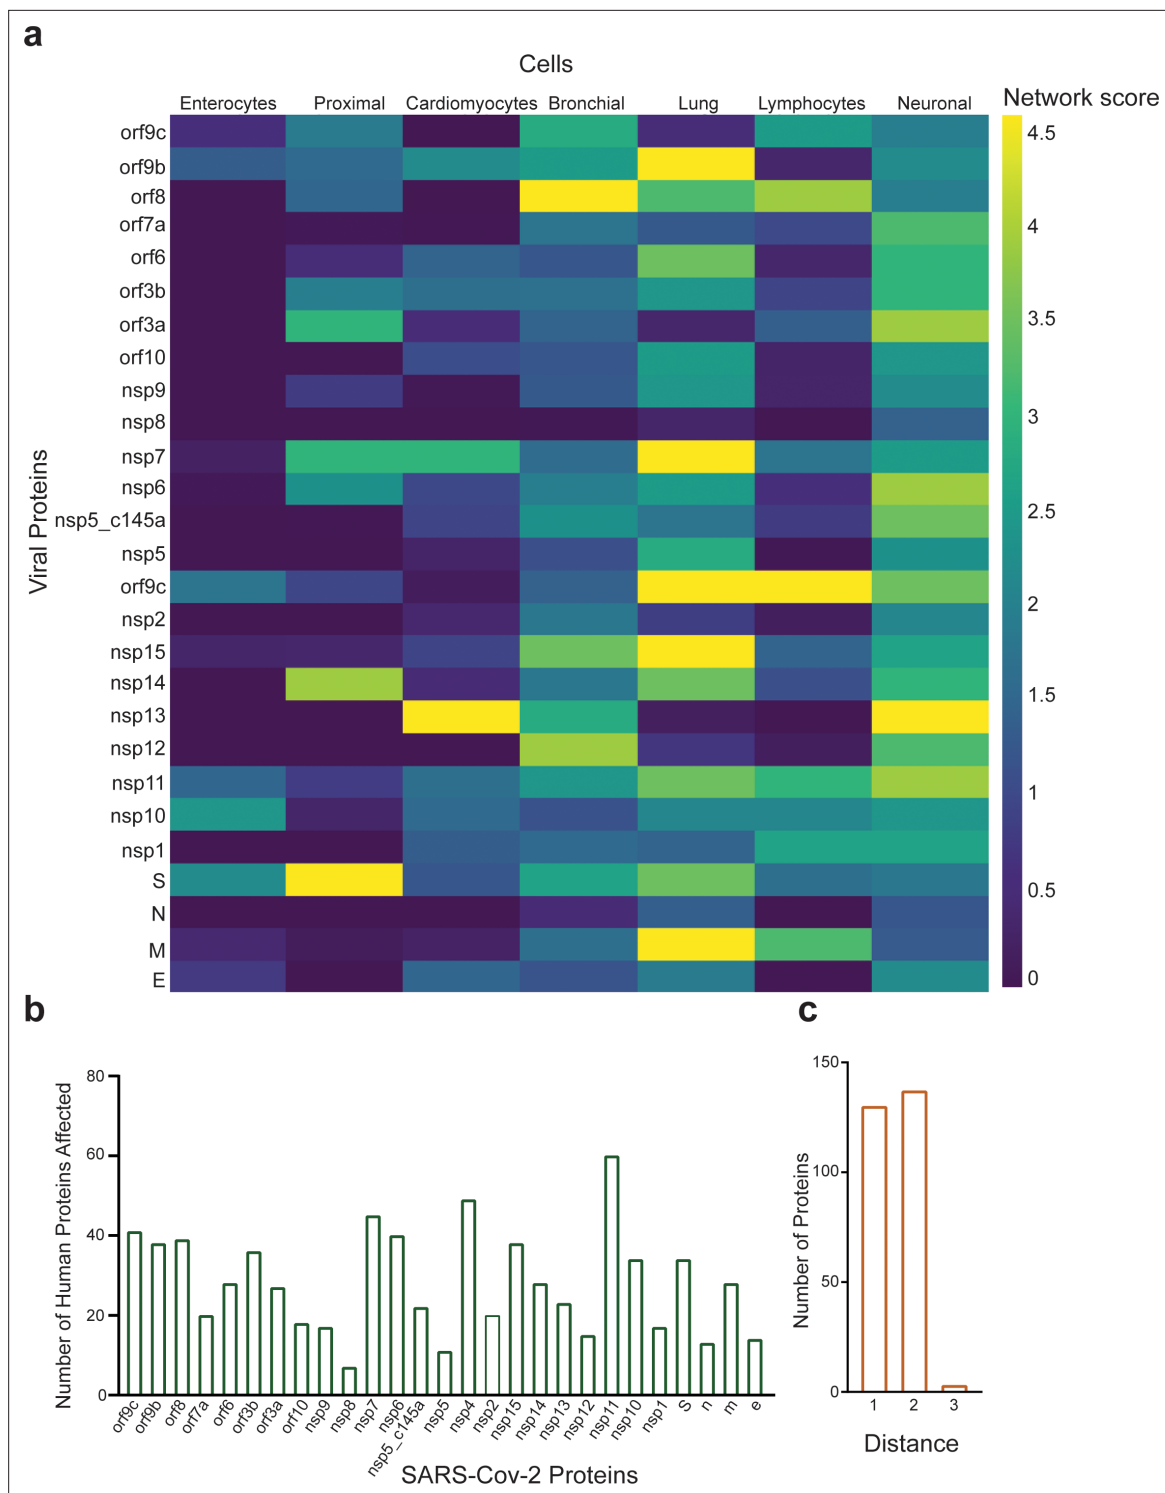 a
Cells
Enterocytes Proximal Cardiomyocytes Bronchial Lung Lymphocytes Neuronal
Network score
Viral Proteins
orf9c
orf9b
orf8
orf7a
orf6
orf3b
orf3a
orf10
nsp9
nsp8
nsp7
nsp6
nsp5_c145a
nsp5
orf9c
nsp2
nsp15
nsp14
nsp13
nsp12
nsp11
nsp10
nsp1
S
N
M
E
4.5
4
3.5
3
2.5
2
1.5
1
0.5
0
b
Number of Human Proteins Affected
80
60
40
20
0
orf9c orf9b orf8 orf7a orf6 orf3b orf3a orf10 nsp9 nsp8 nsp7 nsp6 nsp5_c145a nsp5 nsp4 nsp2 nsp15 nsp14 nsp13 nsp12 nsp11 nsp10 nsp1 S n m e
SARS-Cov-2 Proteins
c
Number of Proteins
150
100
50
0
1 2 3
Distance